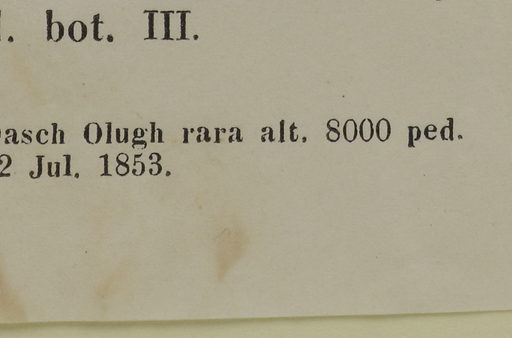 . bot. III.
asch Olugh rara alt. 8000 ped.
2 Jul. 1853.